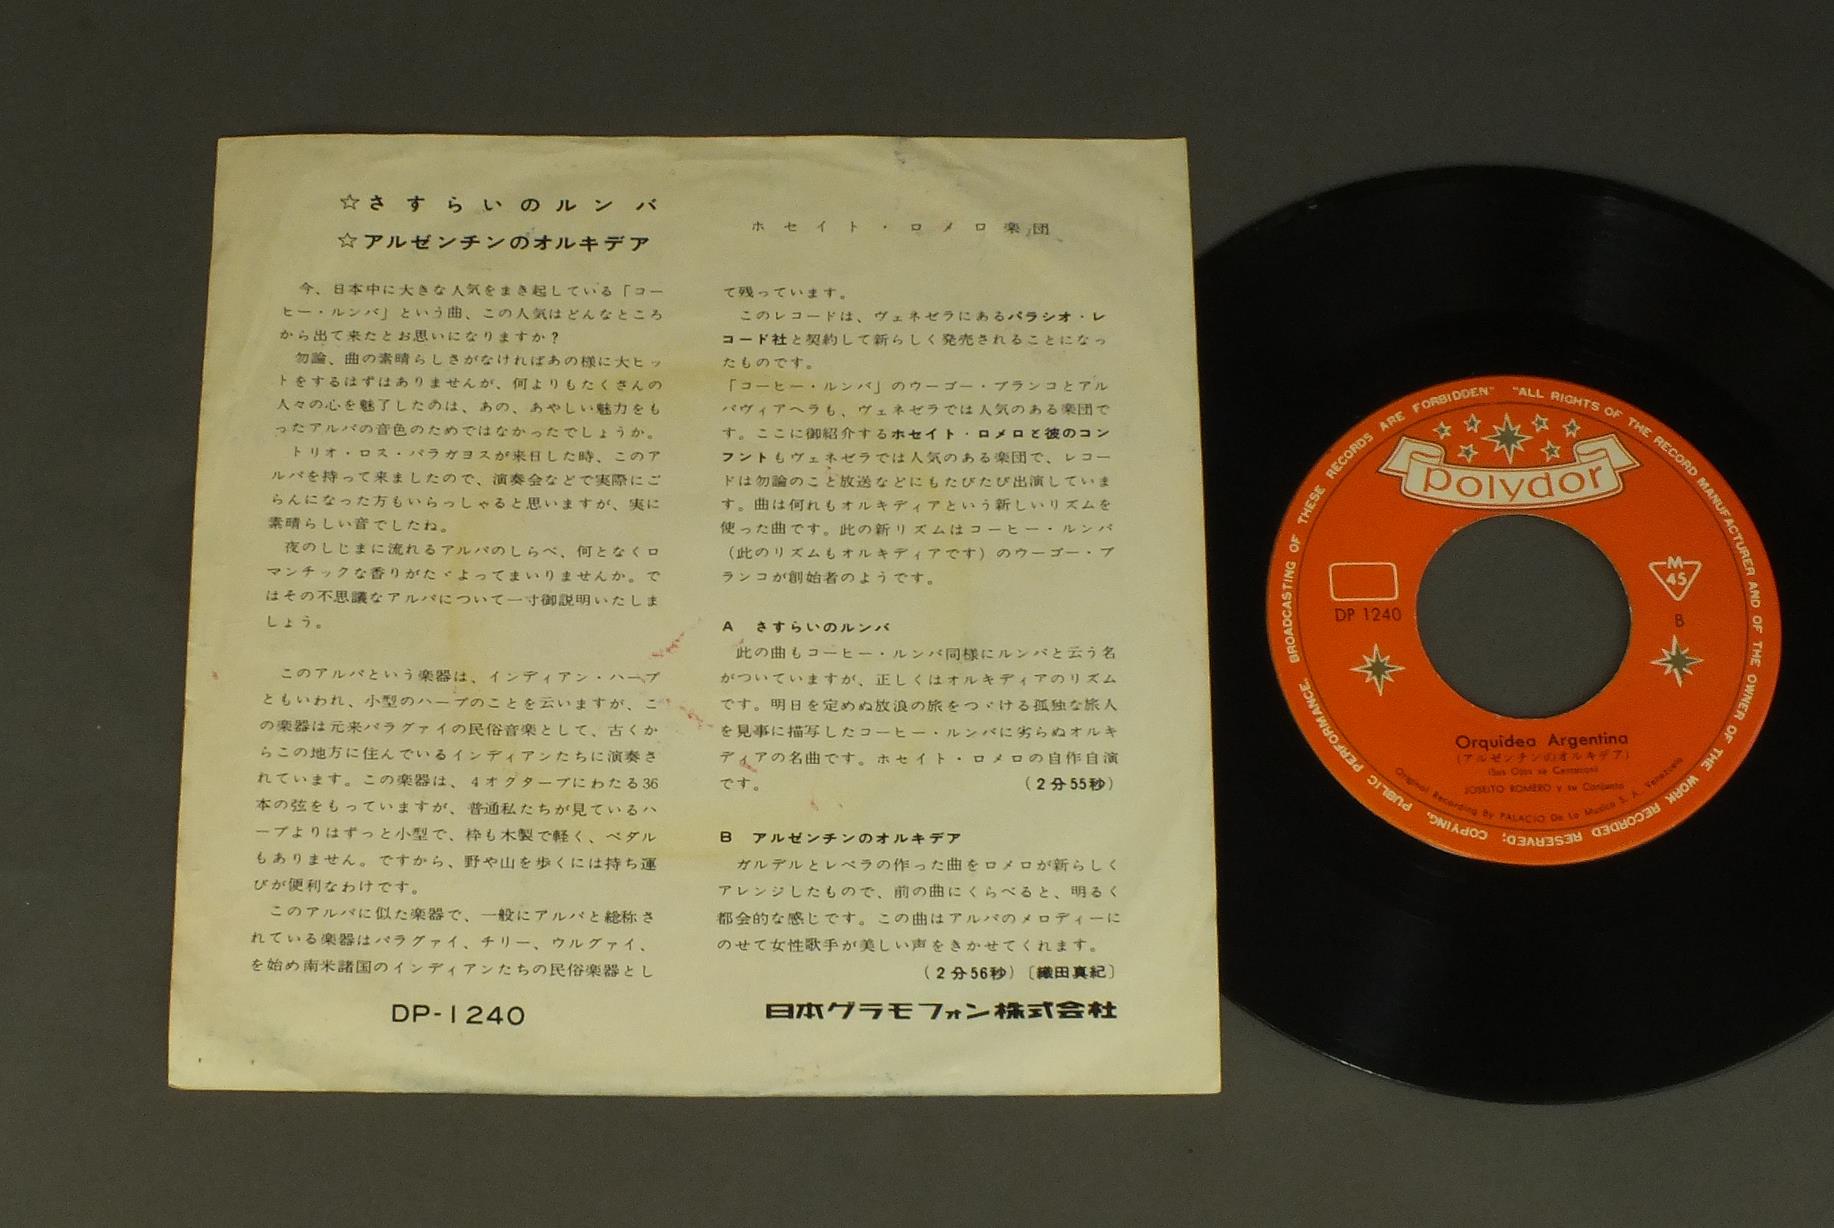 ☆さすらいのルンバ
☆アルゼンチンのオルキデア
ホセイト・ロメロ楽団
今、日本中に大きな人気をまき起している「コー
ヒー・ルンバ」という曲、この人気はどんなところ
から出て来たとお思いになりますか？
勿論、曲の素晴らしさがなければあの様に大ヒッ
トをするはずはありませんが、何よりもたくさんの
人々の心を魅了したのは、あの、あやしい魅力をも
ったアルパの音色のためではなかったでしょうか。
トリオ・ロス・パラガヨスが来日した時、このア
ルパを持って来ましたので、演奏会などで実際にご
らんになった方もいらっしゃると思いますが、実に
素晴らしい音でしたね。
夜のしじまに流れるアルパのしらべ、何となくロ
マンチックな香りがたゞよってまいりませんか。で
はその不思議なアルパについて一寸御説明いたしま
しょう。
このアルパという楽器は、インディアン・ハープ
ともいわれ、小型のハープのことを云いますが、こ
の楽器は元来パラグァイの民俗音楽として、古くか
らこの地方に住んでいるインディアンたちに演奏さ
れています。この楽器は、4オクターブにわたる36
本の弦をもっていますが、普通私たちが見ているハ
ープよりはずっと小型で、枠も木製で軽く、ペダル
もありません。ですから、野や山を歩くには持ち運
びが便利なわけです。
このアルパに似た楽器で、一般にアルパと総称さ
れている楽器はパラグァイ、チリー、ウルグァイ、
を始め南米諸国のインディアンたちの民俗楽器とし
DP-1240
て残っています。
このレコードは、ヴェネゼラにあるパラシオ・レ
コード社と契約して新らしく発売されることになっ
たものです。
「コーヒー・ルンバ」のウーゴー・ブランコとアル
パヴィアヘラも、ヴェネゼラでは人気のある楽団で
す。ここに御紹介するホセイト・ロメロと彼のコン
フントもヴェネゼラでは人気のある楽団で、レコー
ドは勿論のこと放送などにもたびたび出演していま
す。曲は何れもオルキディアという新しいリズムを
使った曲です。此の新リズムはコーヒー・ルンバ
（此のリズムもオルキディアです）のウーゴー・ブ
ランコが創始者のようです。
A さすらいのルンバ
此の曲もコーヒー・ルンバ同様にルンバと云う名
がついていますが、正しくはオルキディアのリズム
です。明日を定めぬ放浪の旅をつゞける孤独な旅人
を見事に描写したコーヒー・ルンバに劣らぬオルキ
ディアの名曲です。ホセイト・ロメロの自作自演
です。（2分55秒）
B アルゼンチンのオルキデア
ガルデルとレペラの作った曲をロメロが新らしく
アレンジしたもので、前の曲にくらべると、明るく
都会的な感じです。この曲はアルパのメロディーに
のせて女性歌手が美しい声をきかせてくれます。
（2分56秒）〔織田真紀〕
日本グラモフォン株式会社
"ALL RIGHTS OF THE RECORD MANUFACTURER AND OF THE OWNER OF THE WORK RECORDED RESERVED; COPYING, PUBLIC PERFORMANCE, BROADCASTING OF THESE RECORDS ARE FORBIDDEN"
polydor
DP 1240
M
45
B
Orquídea Argentina
(アルゼンチンのオルキデア)
(Sus Ojos se Cerraron)
JOSEITO ROMERO y su Conjunto
Original Recording By PALACIO De La Musica S. A. Venezuela